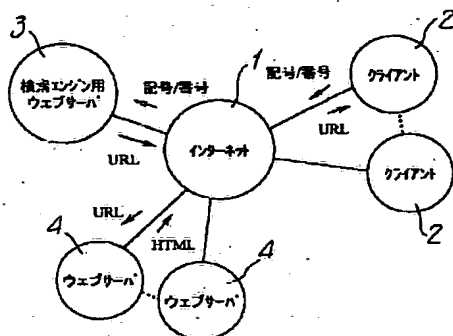 3
検索エンジン用
ウェブサーバ
記号/番号
URL
1
インターネット
記号/番号
URL
2
クライアント
クライアント
2
URL
HTML
4
ウェブサーバ
4
ウェブサーバ